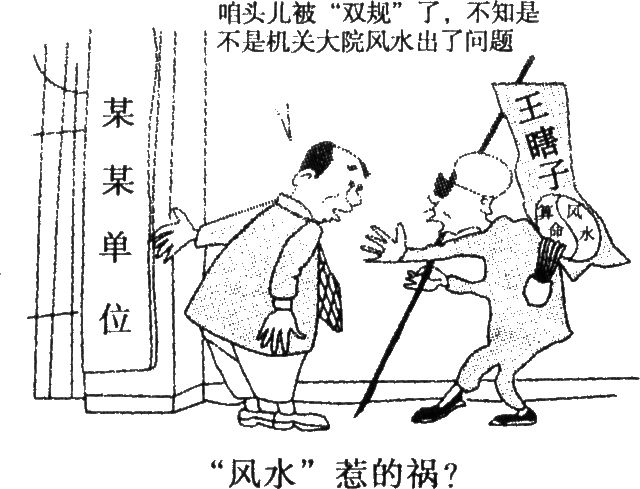 咱头儿被“双规”了，不知是
不是机关大院风水出了问题
某某单位
王瞎子
算命
风水
“风水”惹的祸？